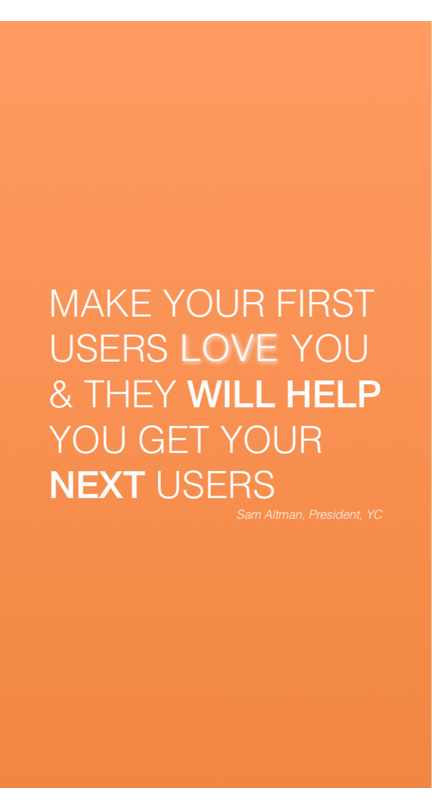 MAKE YOUR FIRST
USERS LOVE YOU
& THEY WILL HELP
YOU GET YOUR
NEXT USERS
Sam Altman, President, YC